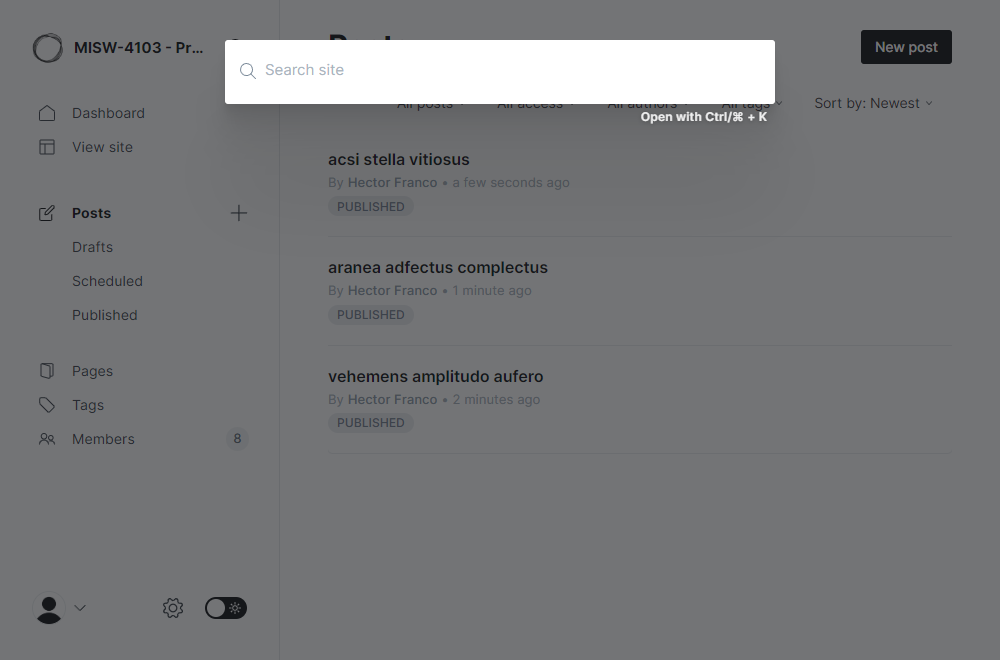 MISW-4103 - Pr...
New post
Search site
All posts
All access
All authors
All tags
Sort by: Newest
Open with Ctrl/⌘ + K
Dashboard
View site
Posts
Drafts
Scheduled
Published
Pages
Tags
Members
8
acsi stella vitiosus
By Hector Franco • a few seconds ago
PUBLISHED
aranea adfectus complectus
By Hector Franco • 1 minute ago
PUBLISHED
vehemens amplitudo aufero
By Hector Franco • 2 minutes ago
PUBLISHED